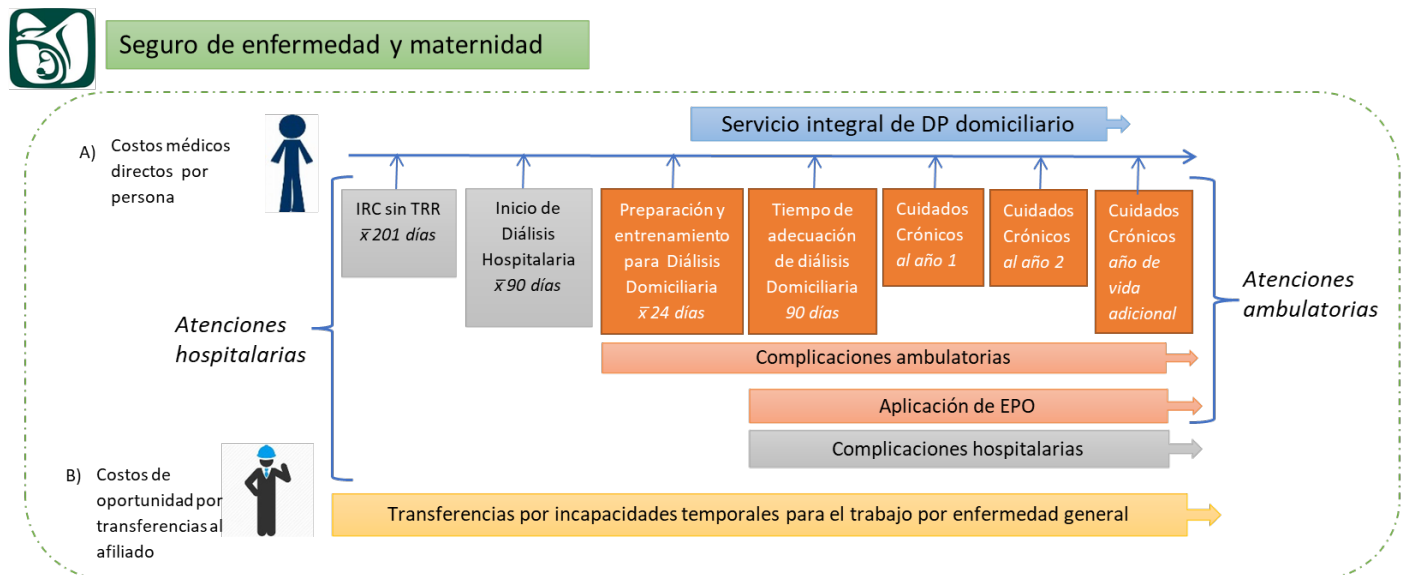 Seguro de enfermedad y maternidad
Servicio integral de DP domiciliario
A) Costos médicos
directos por
persona
IRC sin TRR
x̅ 201 días
Inicio de
Diálisis
Hospitalaria
x̅ 90 días
Preparación y
entrenamiento
para Diálisis
Domiciliaria
x̅ 24 días
Tiempo de
adecuación
de diálisis
Domiciliaria
90 días
Cuidados
Crónicos
al año 1
Cuidados
Crónicos
al año 2
Cuidados
Crónicos
año de
vida
adicional
Atenciones
hospitalarias
Atenciones
ambulatorias
Complicaciones ambulatorias
Aplicación de EPO
Complicaciones hospitalarias
B) Costos de
oportunidad por
transferencias al
afiliado
Transferencias por incapacidades temporales para el trabajo por enfermedad general